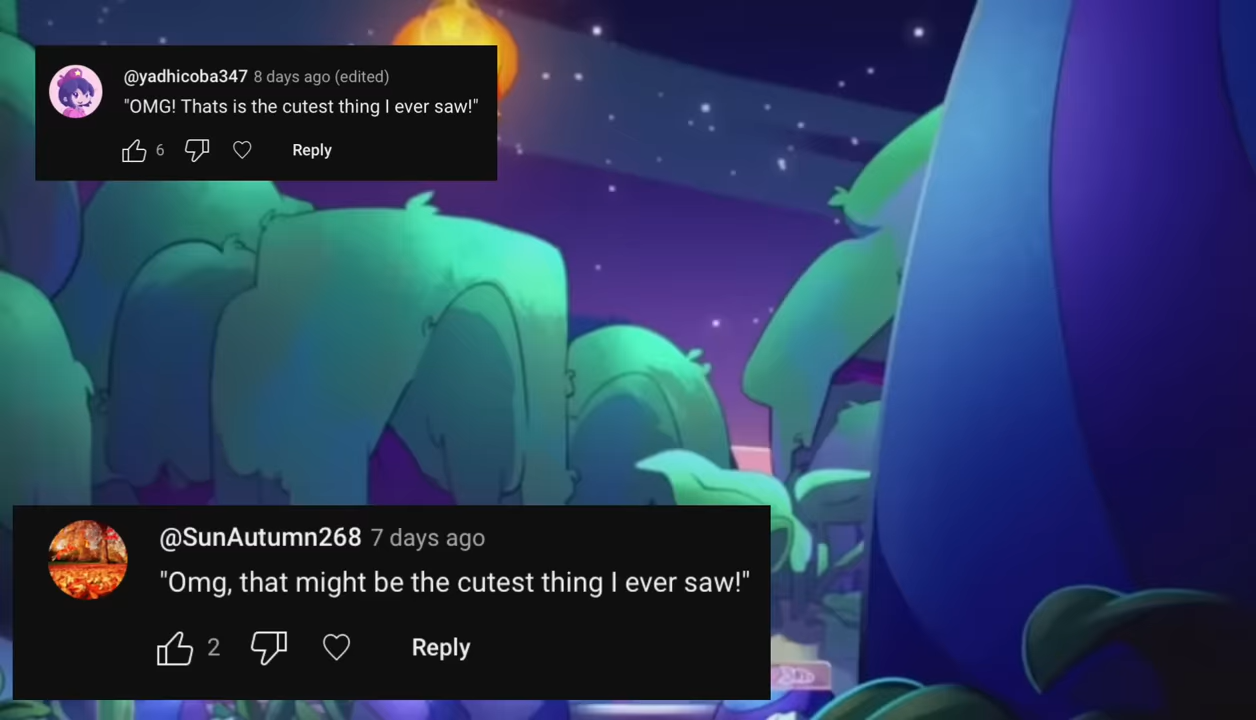 @yadhicoba347 8 days ago (edited)
"OMG! Thats is the cutest thing I ever saw!"
6 Reply
@SunAutumn268 7 days ago
"Omg, that might be the cutest thing I ever saw!"
2 Reply